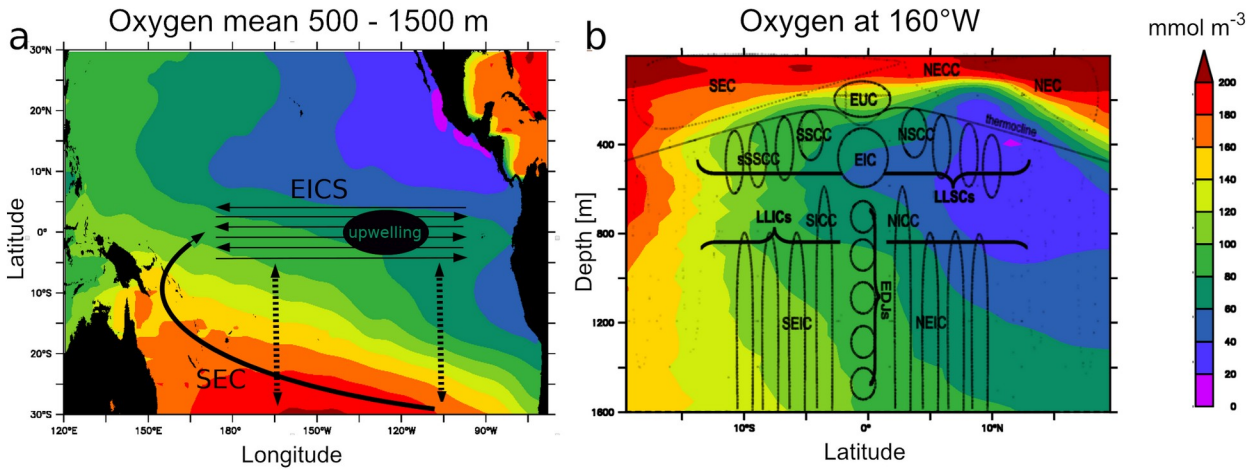 Oxygen mean 500 - 1500 m
Oxygen at 160°W
mmol m⁻³
a
30°N
20°N
10°N
0°
10°S
20°S
30°S
Latitude
EICS
upwelling
SEC
120°E
150°E
180°W
150°W
120°W
90°W
Longitude
b
NECC
SEC
NEC
EUC
thermocline
SSCC
NSCC
sSSCC
EIC
LLSCs
LLICs
SICC
NICC
EDJs
SEIC
NEIC
400
800
1200
1600
Depth [m]
10°S
0°
10°N
Latitude
200
180
160
140
120
100
80
60
40
20
0